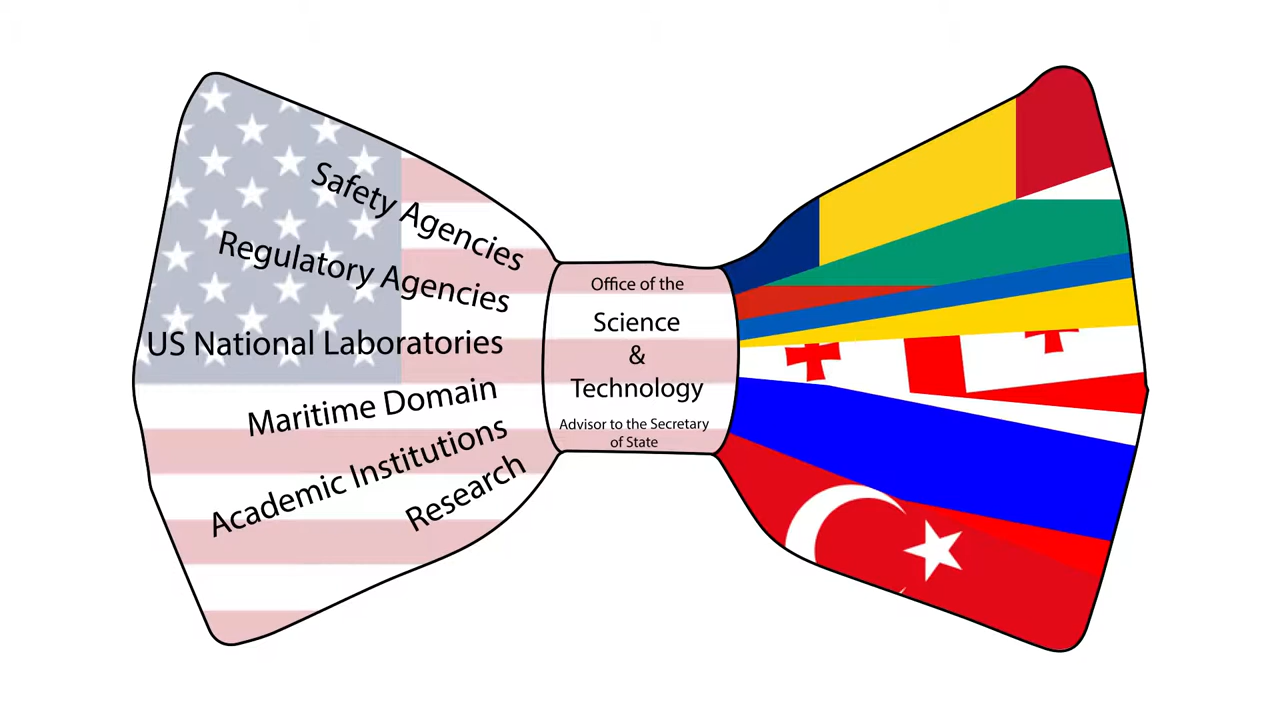 Safety Agencies
Regulatory Agencies
US National Laboratories
Maritime Domain
Academic Institutions
Research
Office of the
Science
&
Technology
Advisor to the Secretary
of State